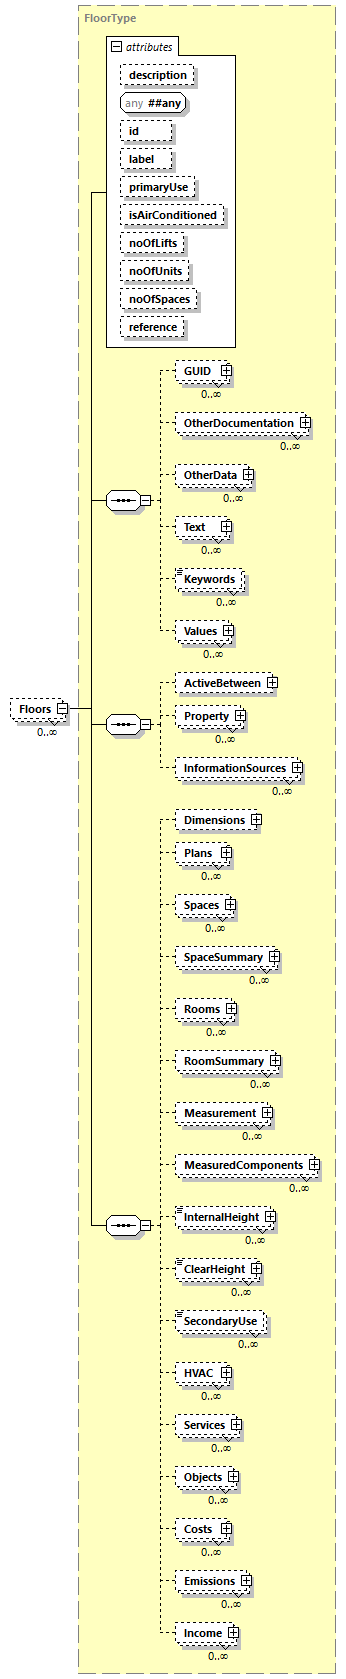 FloorType
attributes
description
any ##any
id
label
primaryUse
isAirConditioned
noOfLifts
noOfUnits
noOfSpaces
reference
GUID
0..∞
OtherDocumentation
0..∞
OtherData
0..∞
Text
0..∞
Keywords
0..∞
Values
0..∞
ActiveBetween
Floors
0..∞
Property
0..∞
InformationSources
0..∞
Dimensions
Plans
0..∞
Spaces
0..∞
SpaceSummary
0..∞
Rooms
0..∞
RoomSummary
0..∞
Measurement
0..∞
MeasuredComponents
0..∞
InternalHeight
0..∞
ClearHeight
0..∞
SecondaryUse
0..∞
HVAC
0..∞
Services
0..∞
Objects
0..∞
Costs
0..∞
Emissions
0..∞
Income
0..∞